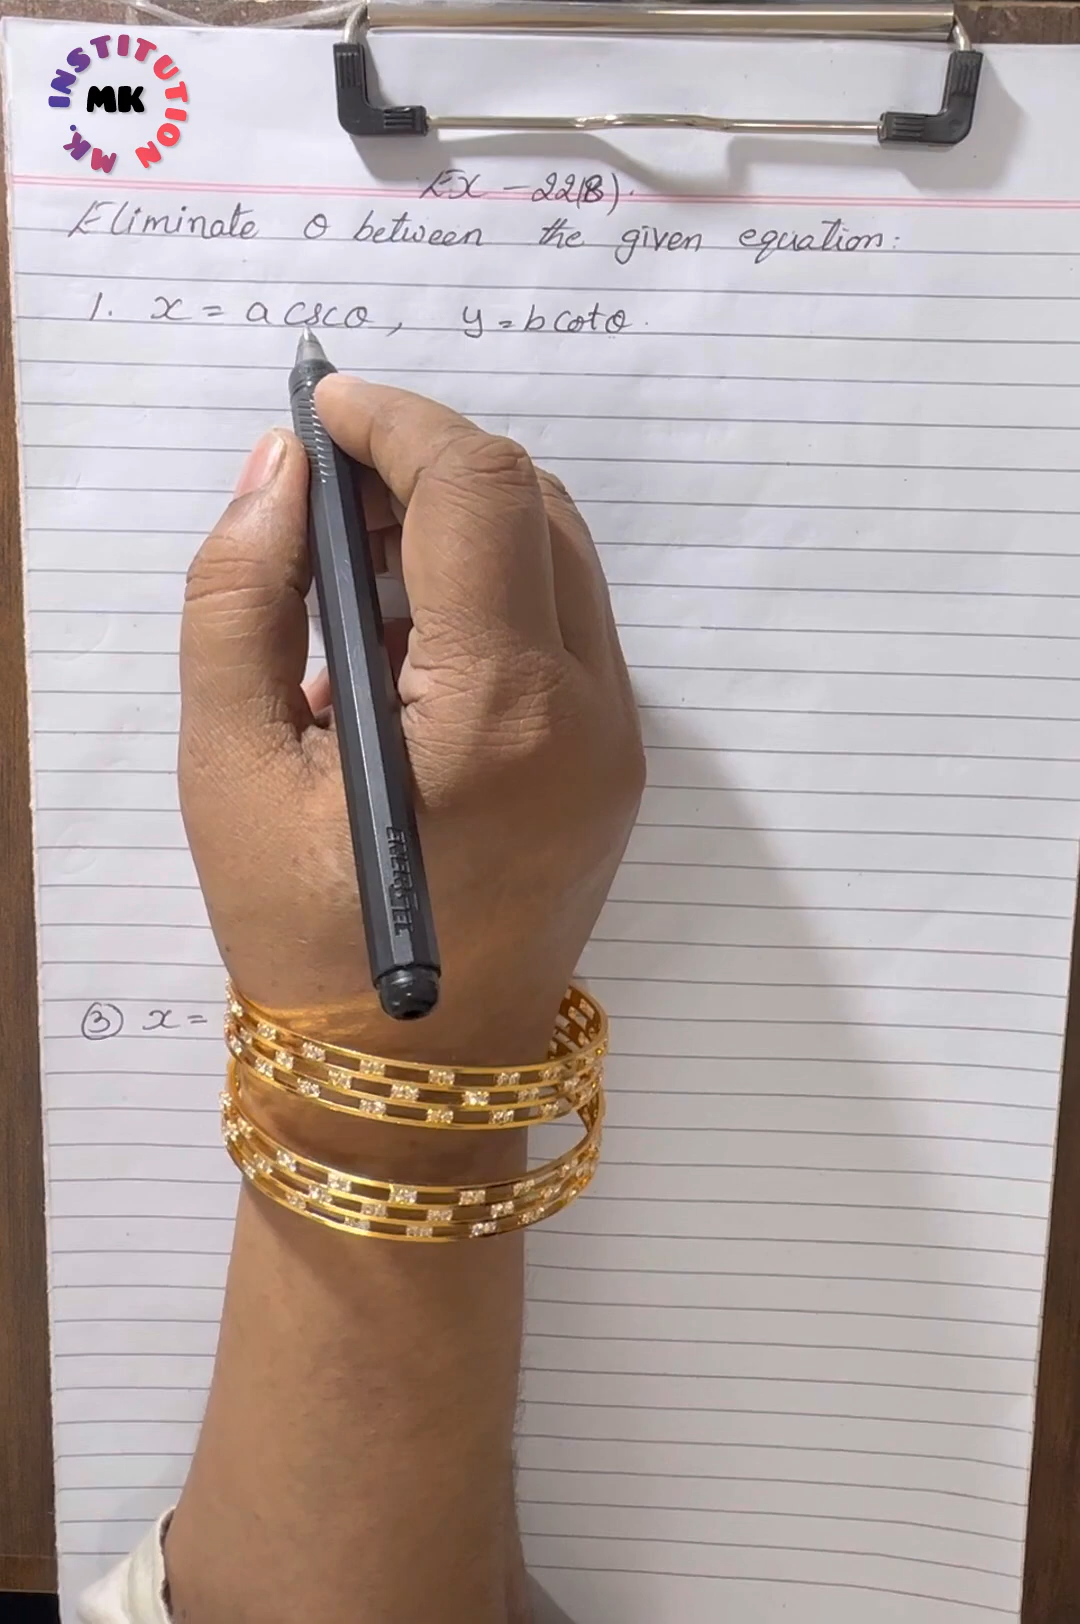 MK. INSTITUTION
MK
EX - 22(B).
Eliminate θ between the given equation:
1. x = a cscθ, y = b cotθ.
ENERGEL
③ x =